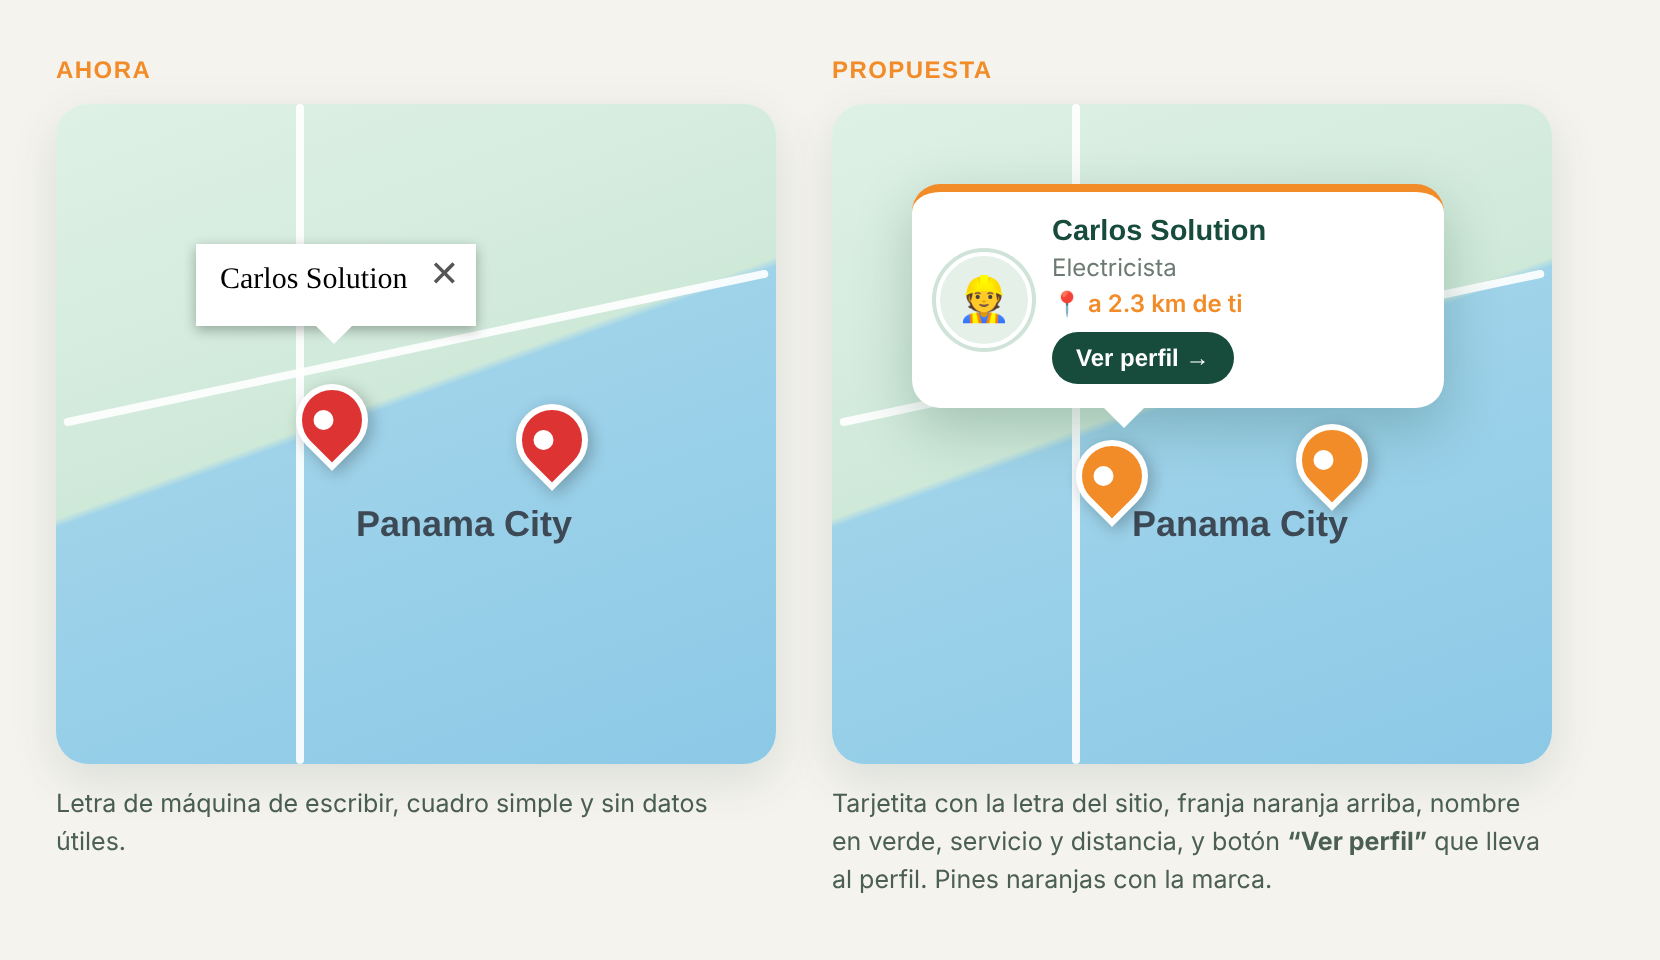 AHORA
Carlos Solution ✕
Panama City
Letra de máquina de escribir, cuadro simple y sin datos
útiles.
PROPUESTA
Carlos Solution
Electricista
📍 a 2.3 km de ti
Ver perfil →
Panama City
Tarjetita con la letra del sitio, franja naranja arriba, nombre
en verde, servicio y distancia, y botón “Ver perfil” que lleva
al perfil. Pines naranjas con la marca.